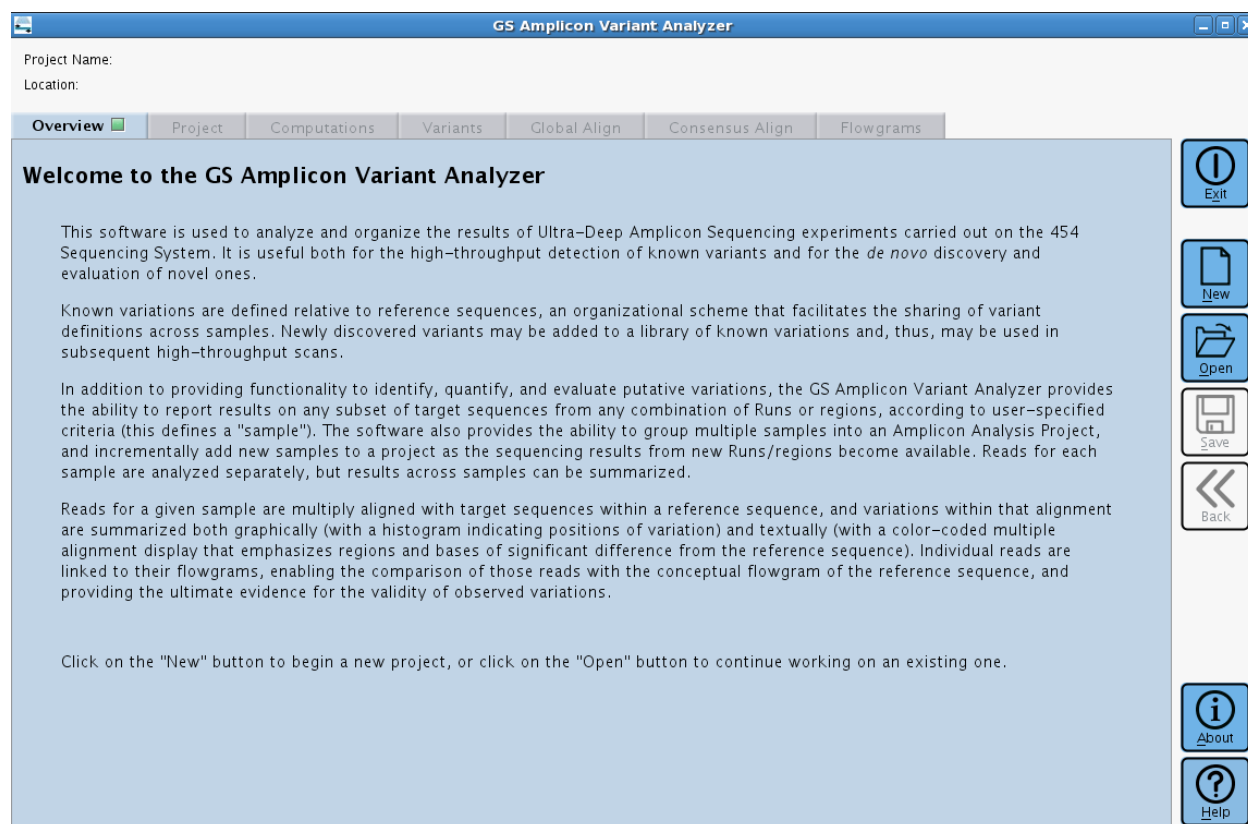 GS Amplicon Variant Analyzer
Project Name:
Location:
Overview Project Computations Variants Global Align Consensus Align Flowgrams
Welcome to the GS Amplicon Variant Analyzer
This software is used to analyze and organize the results of Ultra–Deep Amplicon Sequencing experiments carried out on the 454
Sequencing System. It is useful both for the high–throughput detection of known variants and for the de novo discovery and
evaluation of novel ones.
Known variations are defined relative to reference sequences, an organizational scheme that facilitates the sharing of variant
definitions across samples. Newly discovered variants may be added to a library of known variations and, thus, may be used in
subsequent high–throughput scans.
In addition to providing functionality to identify, quantify, and evaluate putative variations, the GS Amplicon Variant Analyzer provides
the ability to report results on any subset of target sequences from any combination of Runs or regions, according to user–specified
criteria (this defines a "sample"). The software also provides the ability to group multiple samples into an Amplicon Analysis Project,
and incrementally add new samples to a project as the sequencing results from new Runs/regions become available. Reads for each
sample are analyzed separately, but results across samples can be summarized.
Reads for a given sample are multiply aligned with target sequences within a reference sequence, and variations within that alignment
are summarized both graphically (with a histogram indicating positions of variation) and textually (with a color–coded multiple
alignment display that emphasizes regions and bases of significant difference from the reference sequence). Individual reads are
linked to their flowgrams, enabling the comparison of those reads with the conceptual flowgram of the reference sequence, and
providing the ultimate evidence for the validity of observed variations.
Click on the "New" button to begin a new project, or click on the "Open" button to continue working on an existing one.
Exit
New
Open
Save
Back
About
Help